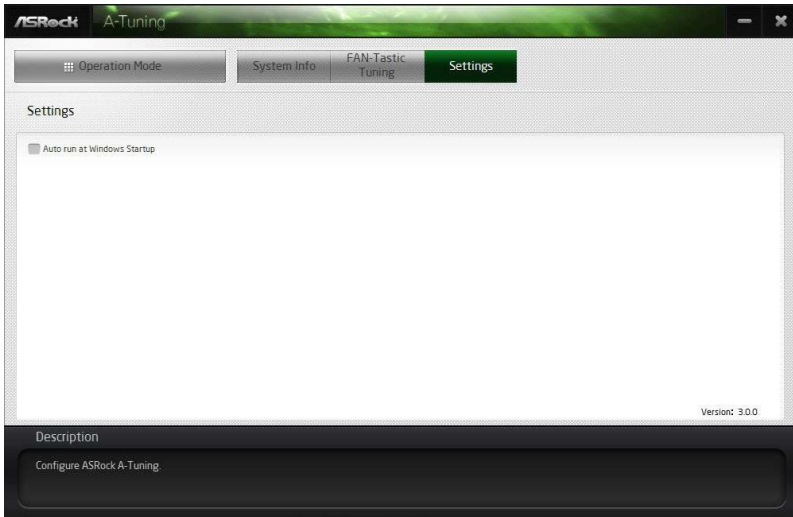 ASRock A-Tuning
Operation Mode
System Info
FAN-Tastic
Tuning
Settings
Settings
Auto run at Windows Startup
Version: 3.0.0
Description
Configure ASRock A-Tuning.